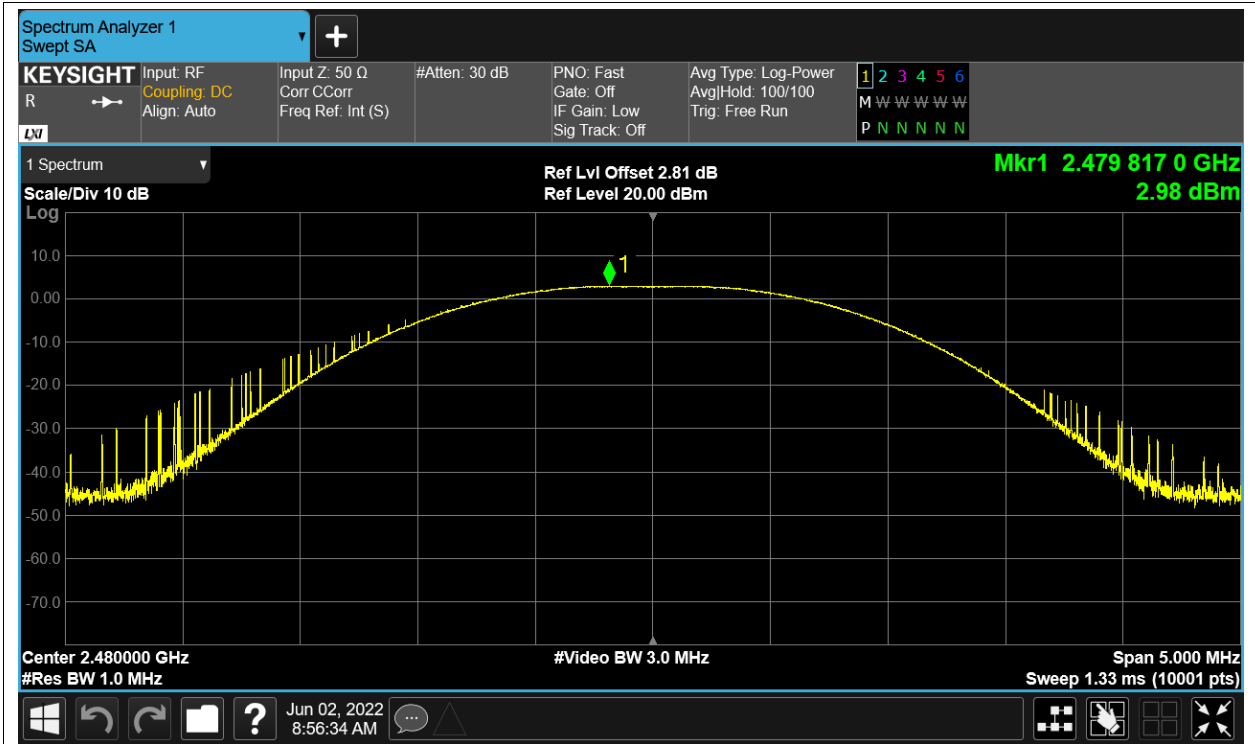 Spectrum Analyzer 1
Swept SA
+
KEYSIGHT
R
LXI
Input: RF
Coupling: DC
Align: Auto
Input Z: 50 Ω
Corr CCorr
Freq Ref: Int (S)
#Atten: 30 dB
PNO: Fast
Gate: Off
IF Gain: Low
Sig Track: Off
Avg Type: Log-Power
Avg|Hold: 100/100
Trig: Free Run
1 2 3 4 5 6
M W W W W W
P N N N N N
1 Spectrum
Scale/Div 10 dB
Log
Ref Lvl Offset 2.81 dB
Ref Level 20.00 dBm
Mkr1 2.479 817 0 GHz
2.98 dBm
1
10.0
0.00
-10.0
-20.0
-30.0
-40.0
-50.0
-60.0
-70.0
Center 2.480000 GHz
#Res BW 1.0 MHz
#Video BW 3.0 MHz
Span 5.000 MHz
Sweep 1.33 ms (10001 pts)
?
Jun 02, 2022
8:56:34 AM